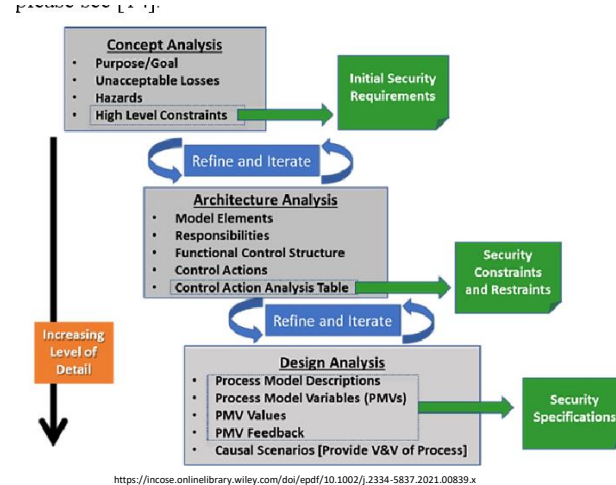 please see [14].
Concept Analysis
• Purpose/Goal
• Unacceptable Losses
• Hazards
• High Level Constraints
Initial Security
Requirements
Refine and Iterate
Architecture Analysis
• Model Elements
• Responsibilities
• Functional Control Structure
• Control Actions
• Control Action Analysis Table
Security
Constraints
and Restraints
Refine and Iterate
Increasing
Level of
Detail
Design Analysis
• Process Model Descriptions
• Process Model Variables (PMVs)
• PMV Values
• PMV Feedback
• Causal Scenarios [Provide V&V of Process]
Security
Specifications
https://incose.onlinelibrary.wiley.com/doi/epdf/10.1002/j.2334-5837.2021.00839.x